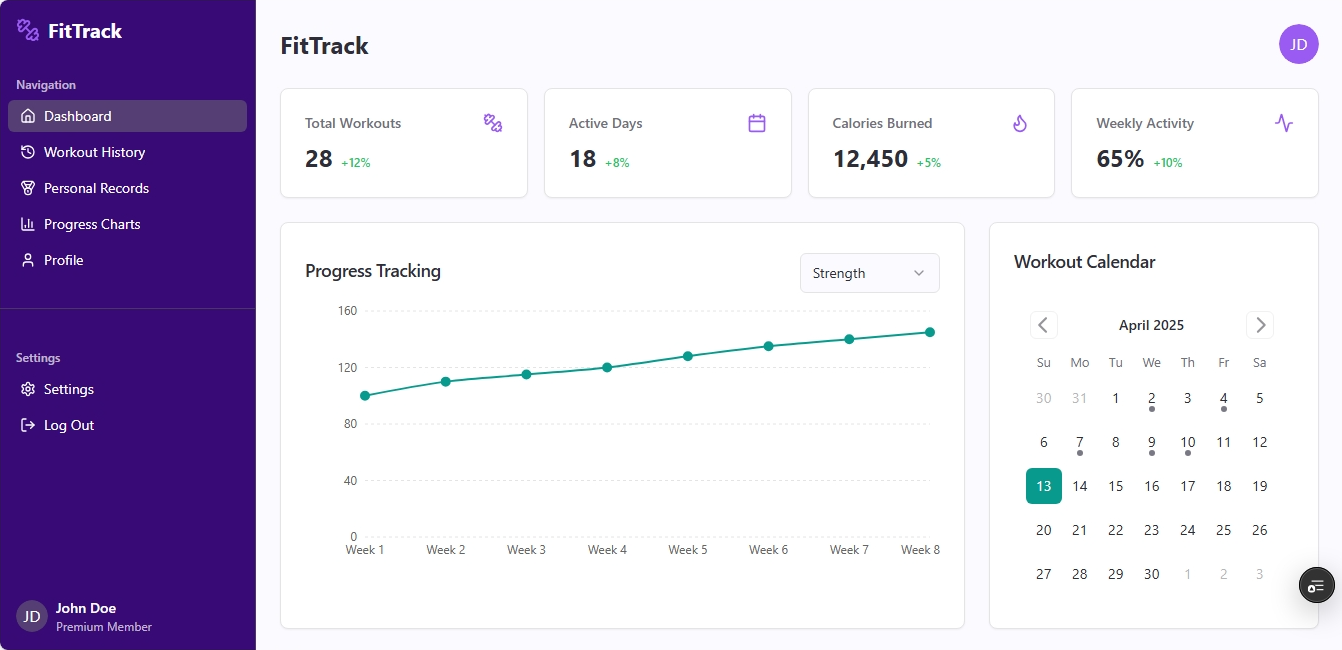 FitTrack
Navigation
Dashboard
Workout History
Personal Records
Progress Charts
Profile
Settings
Settings
Log Out
JD
John Doe
Premium Member
FitTrack
JD
Total Workouts
28 +12%
Active Days
18 +8%
Calories Burned
12,450 +5%
Weekly Activity
65% +10%
Progress Tracking
Strength
160
120
80
40
0
Week 1 Week 2 Week 3 Week 4 Week 5 Week 6 Week 7 Week 8
Workout Calendar
April 2025
Su Mo Tu We Th Fr Sa
30 31 1 2 3 4 5
6 7 8 9 10 11 12
13 14 15 16 17 18 19
20 21 22 23 24 25 26
27 28 29 30 1 2 3